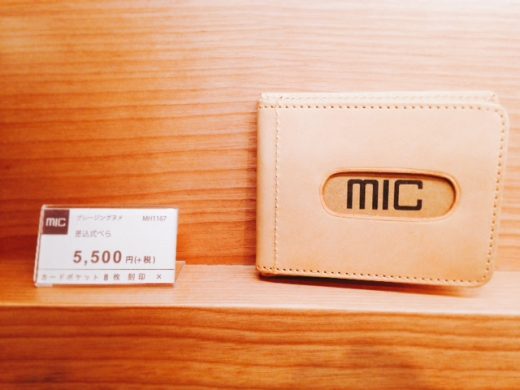 mic
グレージングヌメ MH1167
差込式べら
5,500円(+税)
カードポケット 8枚 刻印 ×
mic